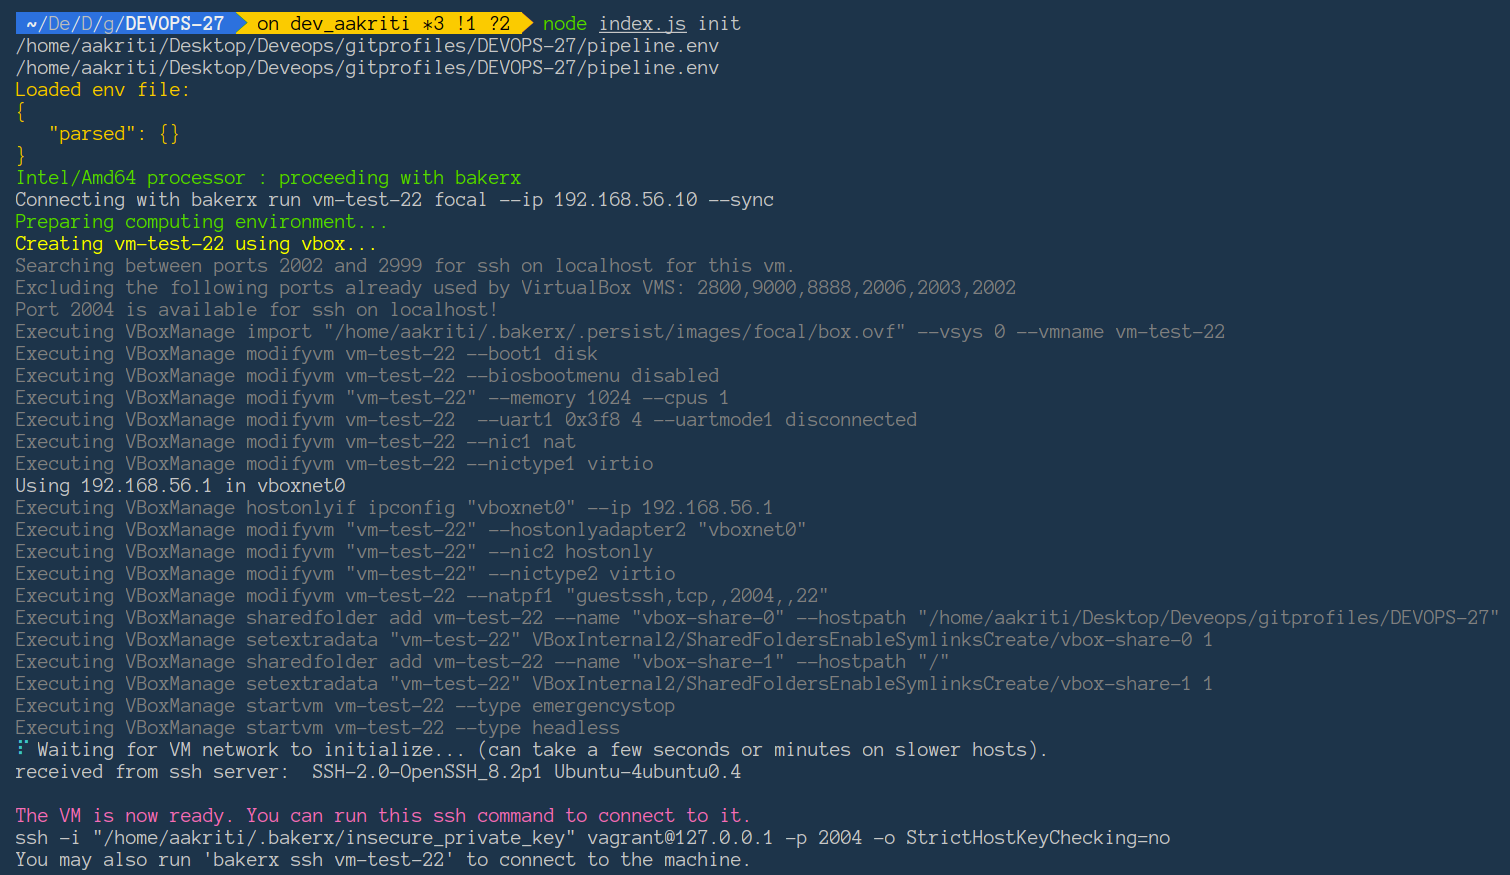 ~/De/D/g/DEVOPS-27 on dev_aakriti *3 !1 ?2 node index.js init
/home/aakriti/Desktop/Deveops/gitprofiles/DEVOPS-27/pipeline.env
/home/aakriti/Desktop/Deveops/gitprofiles/DEVOPS-27/pipeline.env
Loaded env file:
{
   "parsed": {}
}
Intel/Amd64 processor : proceeding with bakerx
Connecting with bakerx run vm-test-22 focal --ip 192.168.56.10 --sync
Preparing computing environment...
Creating vm-test-22 using vbox...
Searching between ports 2002 and 2999 for ssh on localhost for this vm.
Excluding the following ports already used by VirtualBox VMS: 2800,9000,8888,2006,2003,2002
Port 2004 is available for ssh on localhost!
Executing VBoxManage import "/home/aakriti/.bakerx/.persist/images/focal/box.ovf" --vsys 0 --vmname vm-test-22
Executing VBoxManage modifyvm vm-test-22 --boot1 disk
Executing VBoxManage modifyvm vm-test-22 --biosbootmenu disabled
Executing VBoxManage modifyvm "vm-test-22" --memory 1024 --cpus 1
Executing VBoxManage modifyvm vm-test-22  --uart1 0x3f8 4 --uartmode1 disconnected
Executing VBoxManage modifyvm vm-test-22 --nic1 nat
Executing VBoxManage modifyvm vm-test-22 --nictype1 virtio
Using 192.168.56.1 in vboxnet0
Executing VBoxManage hostonlyif ipconfig "vboxnet0" --ip 192.168.56.1
Executing VBoxManage modifyvm "vm-test-22" --hostonlyadapter2 "vboxnet0"
Executing VBoxManage modifyvm "vm-test-22" --nic2 hostonly
Executing VBoxManage modifyvm "vm-test-22" --nictype2 virtio
Executing VBoxManage modifyvm vm-test-22 --natpf1 "guestssh,tcp,,2004,,22"
Executing VBoxManage sharedfolder add vm-test-22 --name "vbox-share-0" --hostpath "/home/aakriti/Desktop/Deveops/gitprofiles/DEVOPS-27"
Executing VBoxManage setextradata "vm-test-22" VBoxInternal2/SharedFoldersEnableSymlinksCreate/vbox-share-0 1
Executing VBoxManage sharedfolder add vm-test-22 --name "vbox-share-1" --hostpath "/"
Executing VBoxManage setextradata "vm-test-22" VBoxInternal2/SharedFoldersEnableSymlinksCreate/vbox-share-1 1
Executing VBoxManage startvm vm-test-22 --type emergencystop
Executing VBoxManage startvm vm-test-22 --type headless
⠏ Waiting for VM network to initialize... (can take a few seconds or minutes on slower hosts).
received from ssh server:  SSH-2.0-OpenSSH_8.2p1 Ubuntu-4ubuntu0.4
The VM is now ready. You can run this ssh command to connect to it.
ssh -i "/home/aakriti/.bakerx/insecure_private_key" vagrant@127.0.0.1 -p 2004 -o StrictHostKeyChecking=no
You may also run 'bakerx ssh vm-test-22' to connect to the machine.